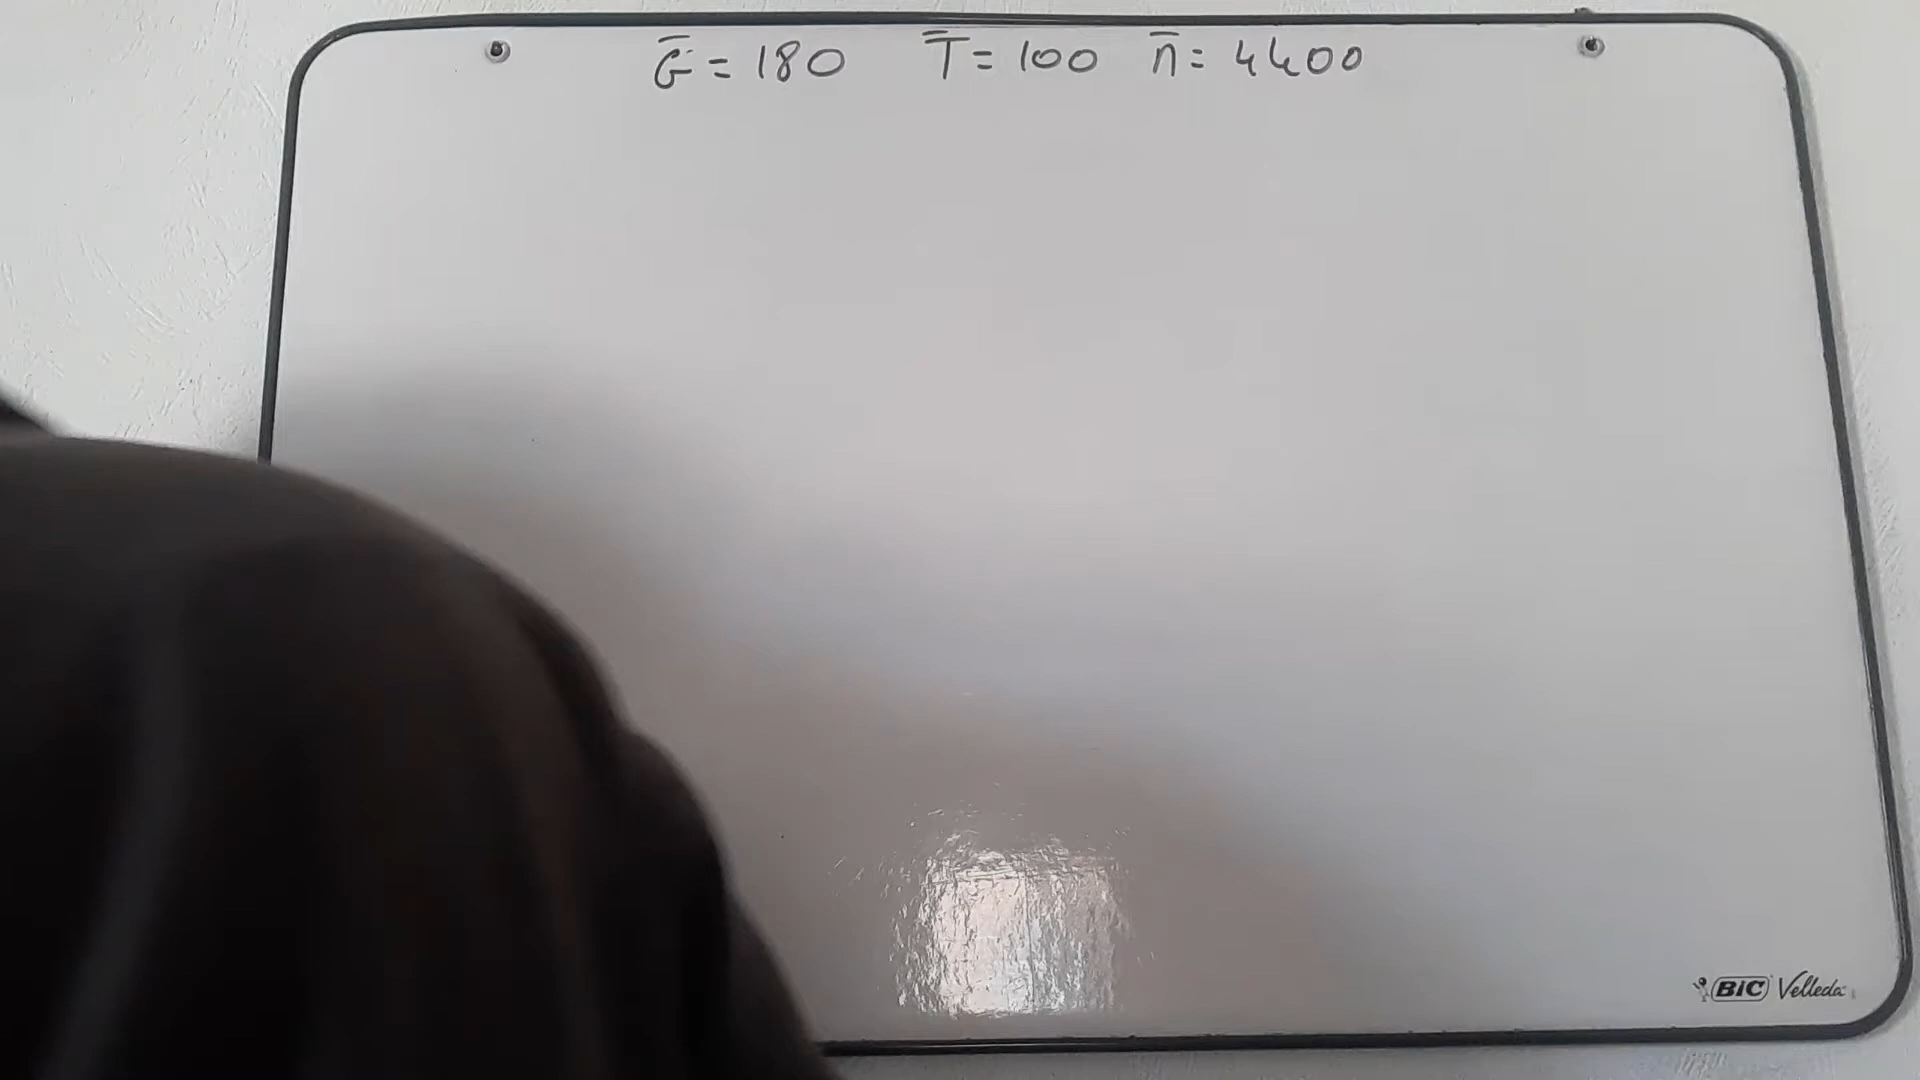 Ḡ = 180 T̄ = 100 n̄ = 4400
BIC Velleda